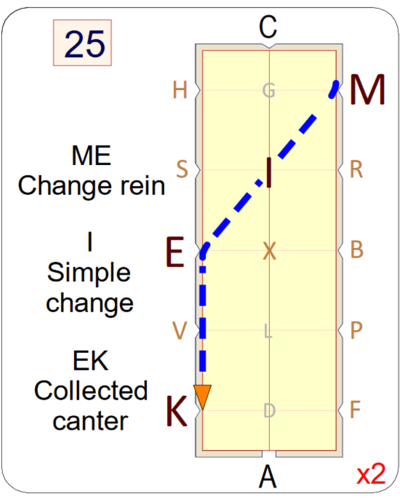 25
C
H G M
ME
Change rein
S I R
I
Simple
change
E X B
V L P
EK
Collected
canter
K D F
A
x2